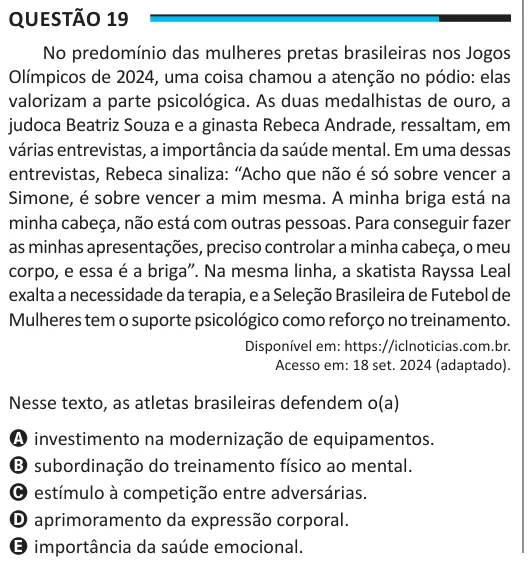 QUESTÃO 19
No predomínio das mulheres pretas brasileiras nos Jogos
Olímpicos de 2024, uma coisa chamou a atenção no pódio: elas
valorizam a parte psicológica. As duas medalhistas de ouro, a
judoca Beatriz Souza e a ginasta Rebeca Andrade, ressaltam, em
várias entrevistas, a importância da saúde mental. Em uma dessas
entrevistas, Rebeca sinaliza: “Acho que não é só sobre vencer a
Simone, é sobre vencer a mim mesma. A minha briga está na
minha cabeça, não está com outras pessoas. Para conseguir fazer
as minhas apresentações, preciso controlar a minha cabeça, o meu
corpo, e essa é a briga”. Na mesma linha, a skatista Rayssa Leal
exalta a necessidade da terapia, e a Seleção Brasileira de Futebol de
Mulheres tem o suporte psicológico como reforço no treinamento.
Disponível em: https://iclnoticias.com.br.
Acesso em: 18 set. 2024 (adaptado).
Nesse texto, as atletas brasileiras defendem o(a)
A investimento na modernização de equipamentos.
B subordinação do treinamento físico ao mental.
C estímulo à competição entre adversárias.
D aprimoramento da expressão corporal.
E importância da saúde emocional.